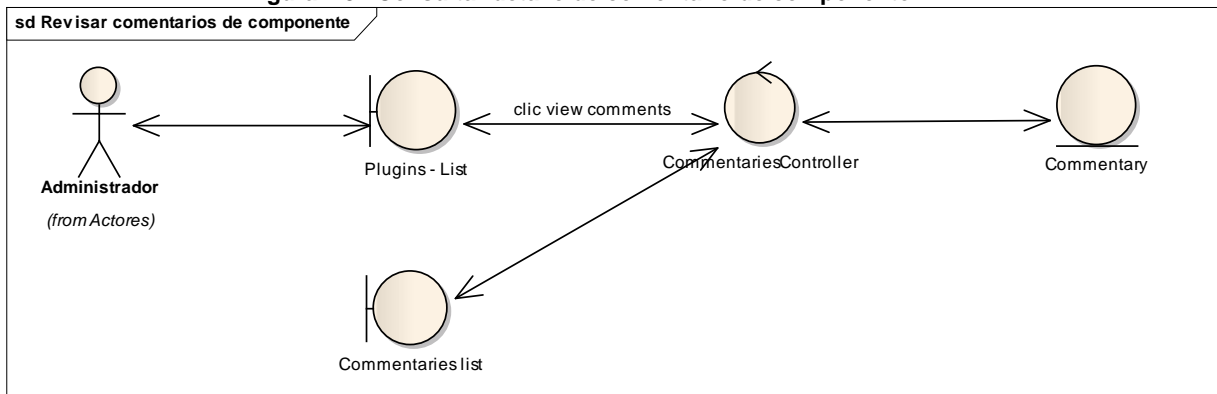 sd Revisar comentarios de componente
clic view comments
Plugins - List
CommentariesController
Commentary
Administrador
(from Actores)
Commentaries list